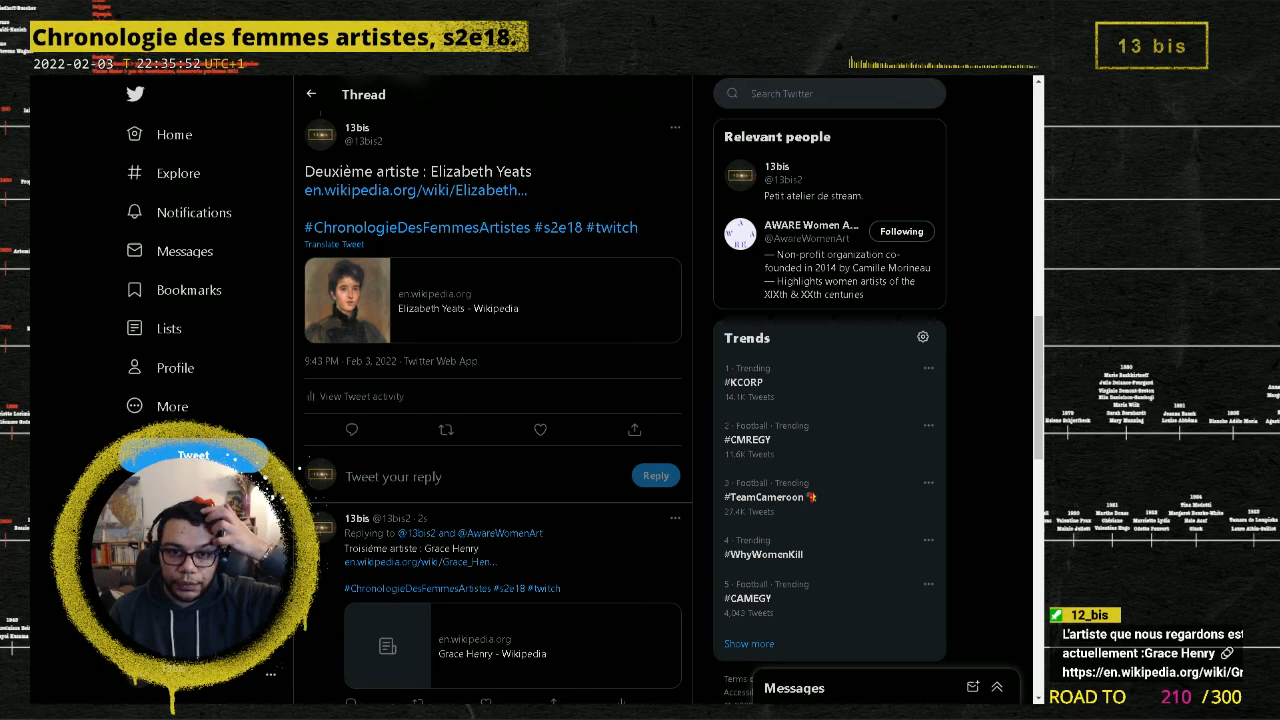 Chronologie des femmes artistes, s2e18.
2022-02-03 T 22:35:52 UTC+1
13 bis
Home
Explore
Notifications
Messages
Bookmarks
Lists
Profile
More
Tweet
Thread
13bis
@13bis2
Deuxième artiste : Elizabeth Yeats
en.wikipedia.org/wiki/Elizabeth...
#ChronologieDesFemmesArtistes #s2e18 #twitch
Translate Tweet
en.wikipedia.org
Elizabeth Yeats - Wikipedia
9:43 PM · Feb 3, 2022 · Twitter Web App
View Tweet activity
Tweet your reply
Reply
13bis @13bis2 · 2s
Replying to @13bis2 and @AwareWomenArt
Troisième artiste : Grace Henry
en.wikipedia.org/wiki/Grace_Hen...
#ChronologieDesFemmesArtistes #s2e18 #twitch
en.wikipedia.org
Grace Henry - Wikipedia
Search Twitter
Relevant people
13bis
@13bis2
Petit atelier de stream.
AWARE Women A...
@AwareWomenArt
Following
— Non-profit organization co-
founded in 2014 by Camille Morineau
— Highlights women artists of the
XIXth & XXth centuries
Trends
1 · Trending
#KCORP
14.1K Tweets
2 · Football · Trending
#CMREGY
11.6K Tweets
3 · Football · Trending
#TeamCameroon
27.4K Tweets
4 · Trending
#WhyWomenKill
5 · Football · Trending
#CAMEGY
4,043 Tweets
Show more
Messages
12_bis
L'artiste que nous regardons est
actuellement :Grace Henry
https://en.wikipedia.org/wiki/Gr
ROAD TO 210 / 300